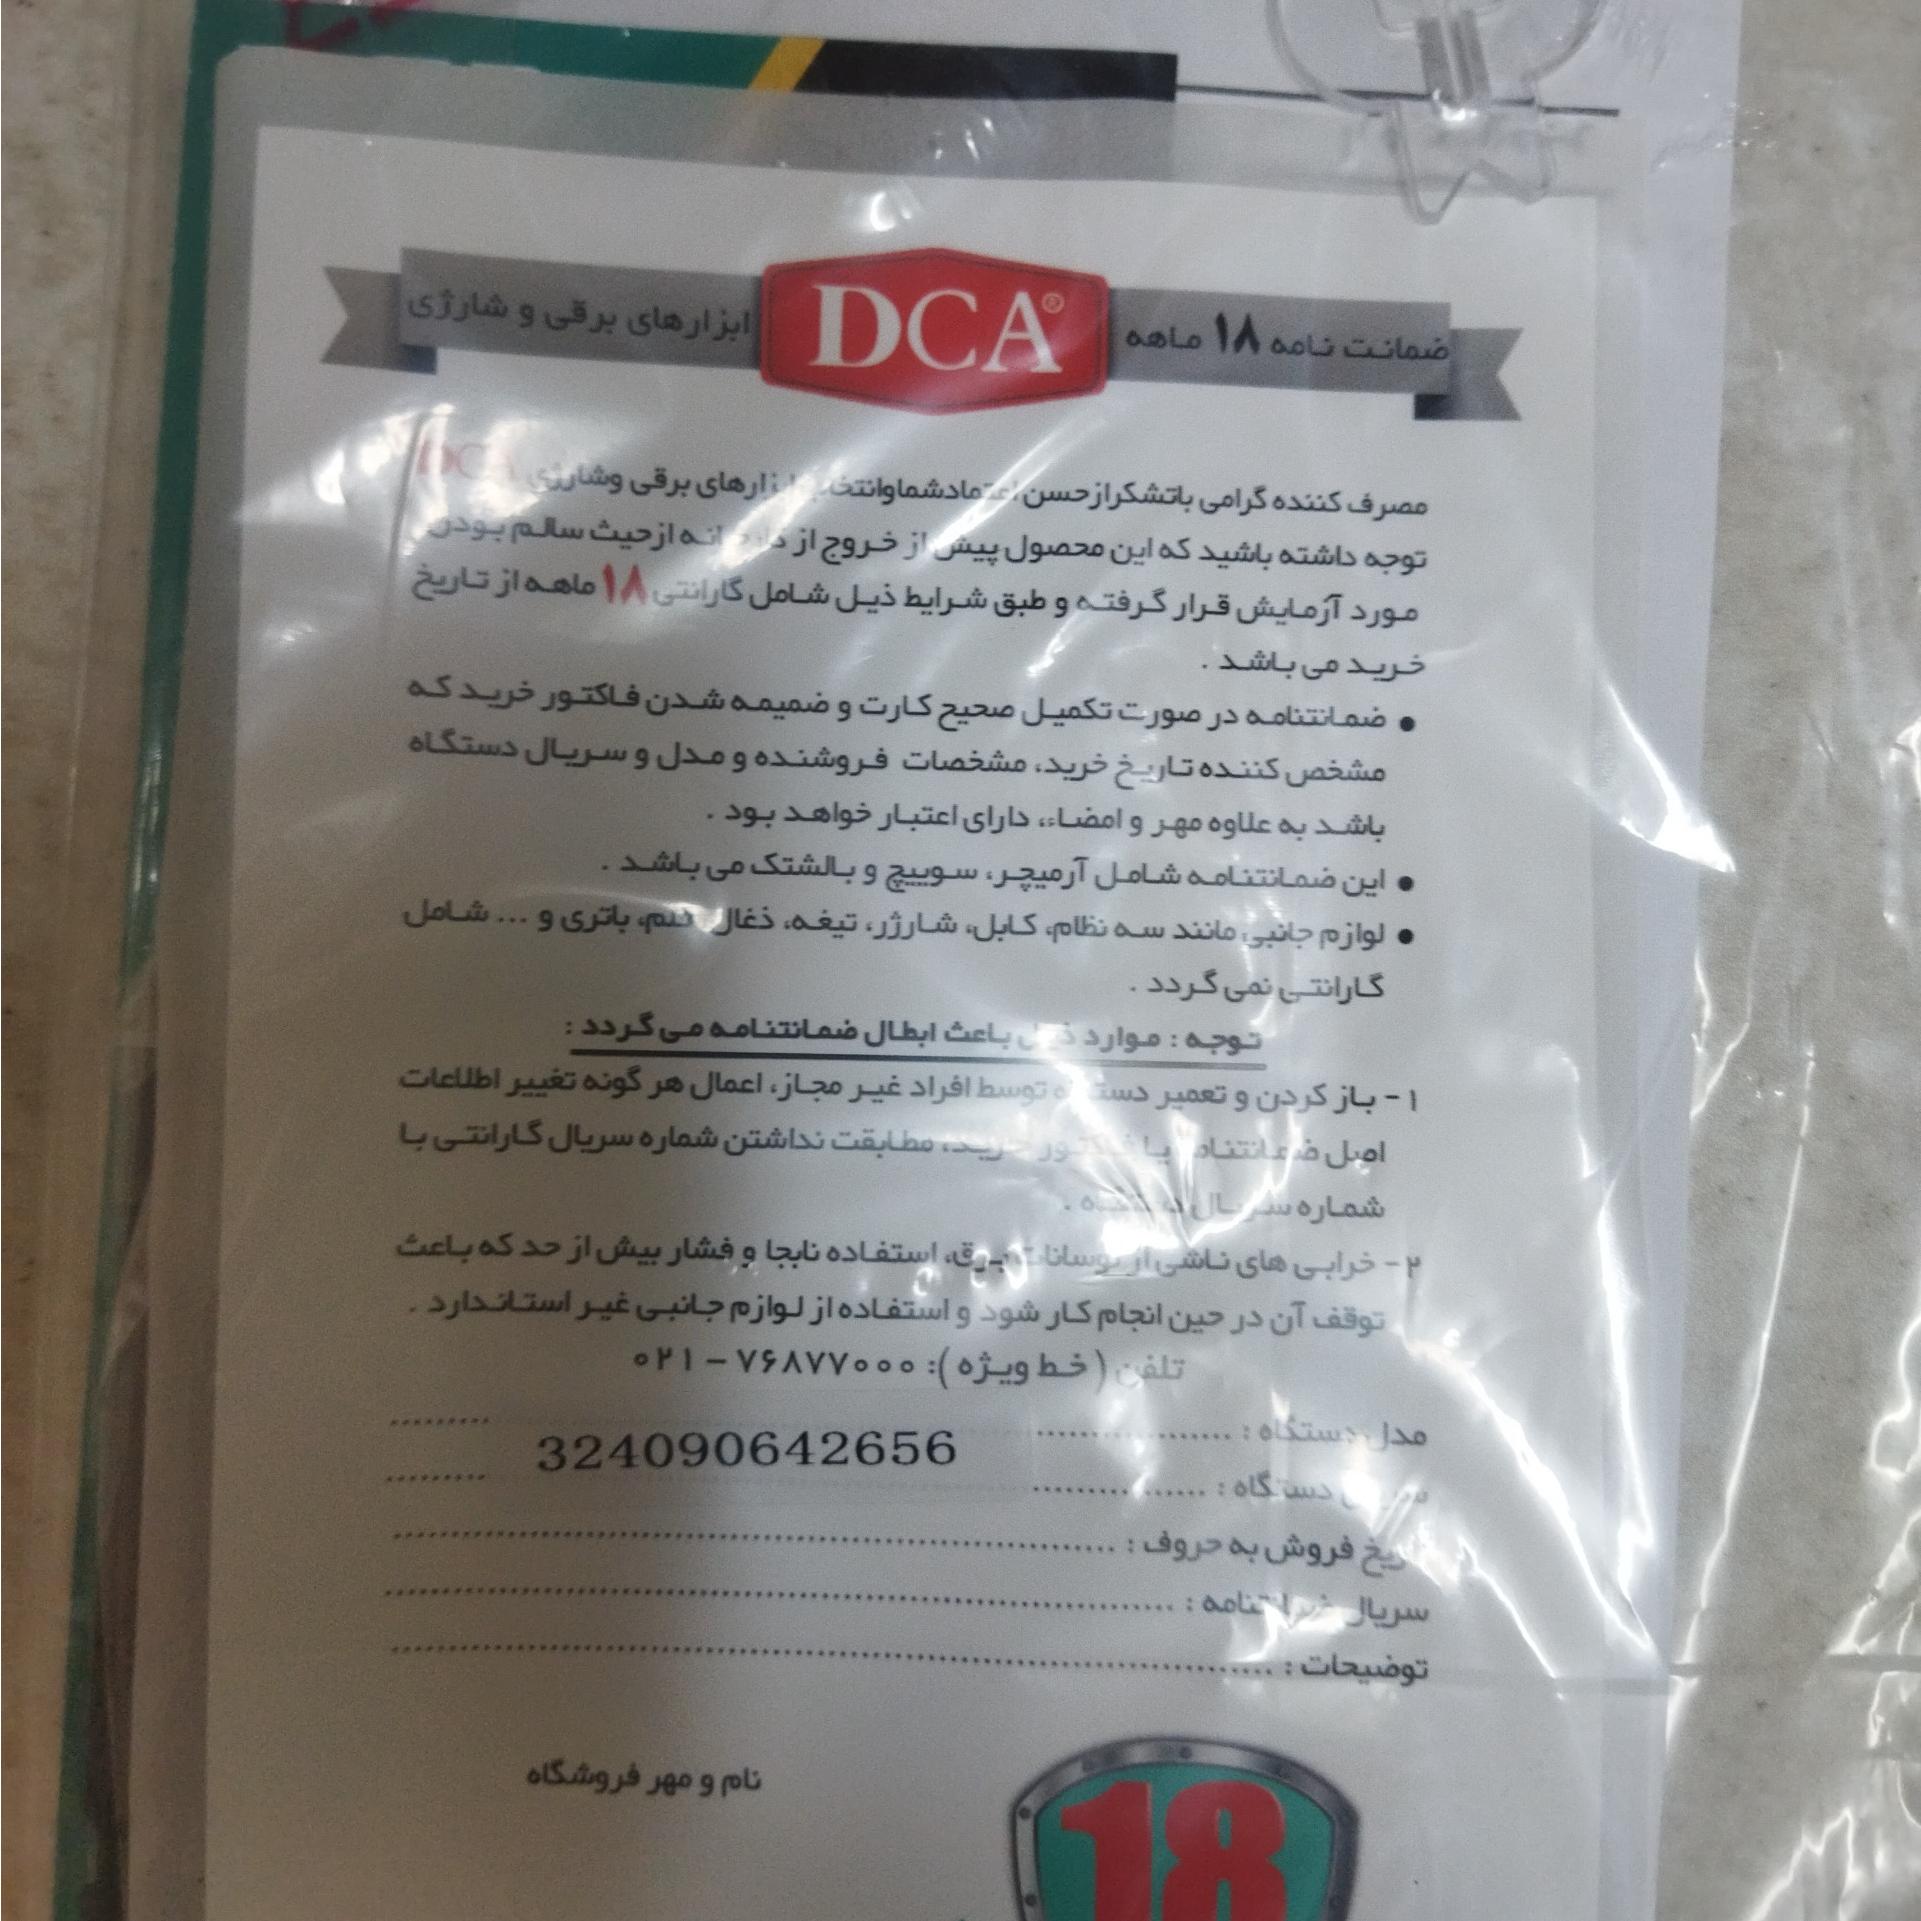 ضمانت نامه ۱۸ ماهه DCA® ابزارهای برقی و شارژی
مصرف کننده گرامی باتشکرازحسن اعتمادشماوانتخاب ابزارهای برقی وشارژی DCA
توجه داشته باشید که این محصول پیش از خروج از کارخانه ازحیث سالم بودن
مورد آزمایش قرار گرفته و طبق شرایط ذیل شامل گارانتی ۱۸ ماهه از تاریخ
خرید می باشد .
● ضمانتنامه در صورت تکمیل صحیح کارت و ضمیمه شدن فاکتور خرید که
مشخص کننده تاریخ خرید، مشخصات فروشنده و مدل و سریال دستگاه
باشد به علاوه مهر و امضاء، دارای اعتبار خواهد بود .
● این ضمانتنامه شامل آرمیچر، سوییچ و بالشتک می باشد .
● لوازم جانبی مانند سه نظام، کابل، شارژر، تیغه، ذغال، باتری و ... شامل
گارانتی نمی گردد .
توجه : موارد ذیل باعث ابطال ضمانتنامه می گردد :
۱- باز کردن و تعمیر دستگاه توسط افراد غیر مجاز، اعمال هر گونه تغییر اطلاعات
اصل ضمانتنامه یا فاکتور خرید، مطابقت نداشتن شماره سریال گارانتی با
شماره سریال دستگاه .
۲- خرابی های ناشی از نوسانات برق، استفاده نابجا و فشار بیش از حد که باعث
توقف آن در حین انجام کار شود و استفاده از لوازم جانبی غیر استاندارد .
تلفن ( خط ویژه ): ۷۶۸۷۷۰۰۰ – ۰۲۱
مدل دستگاه :
سریال دستگاه : 324090642656
تاریخ فروش به حروف :
سریال ضمانتنامه :
توضیحات :
نام و مهر فروشگاه
18